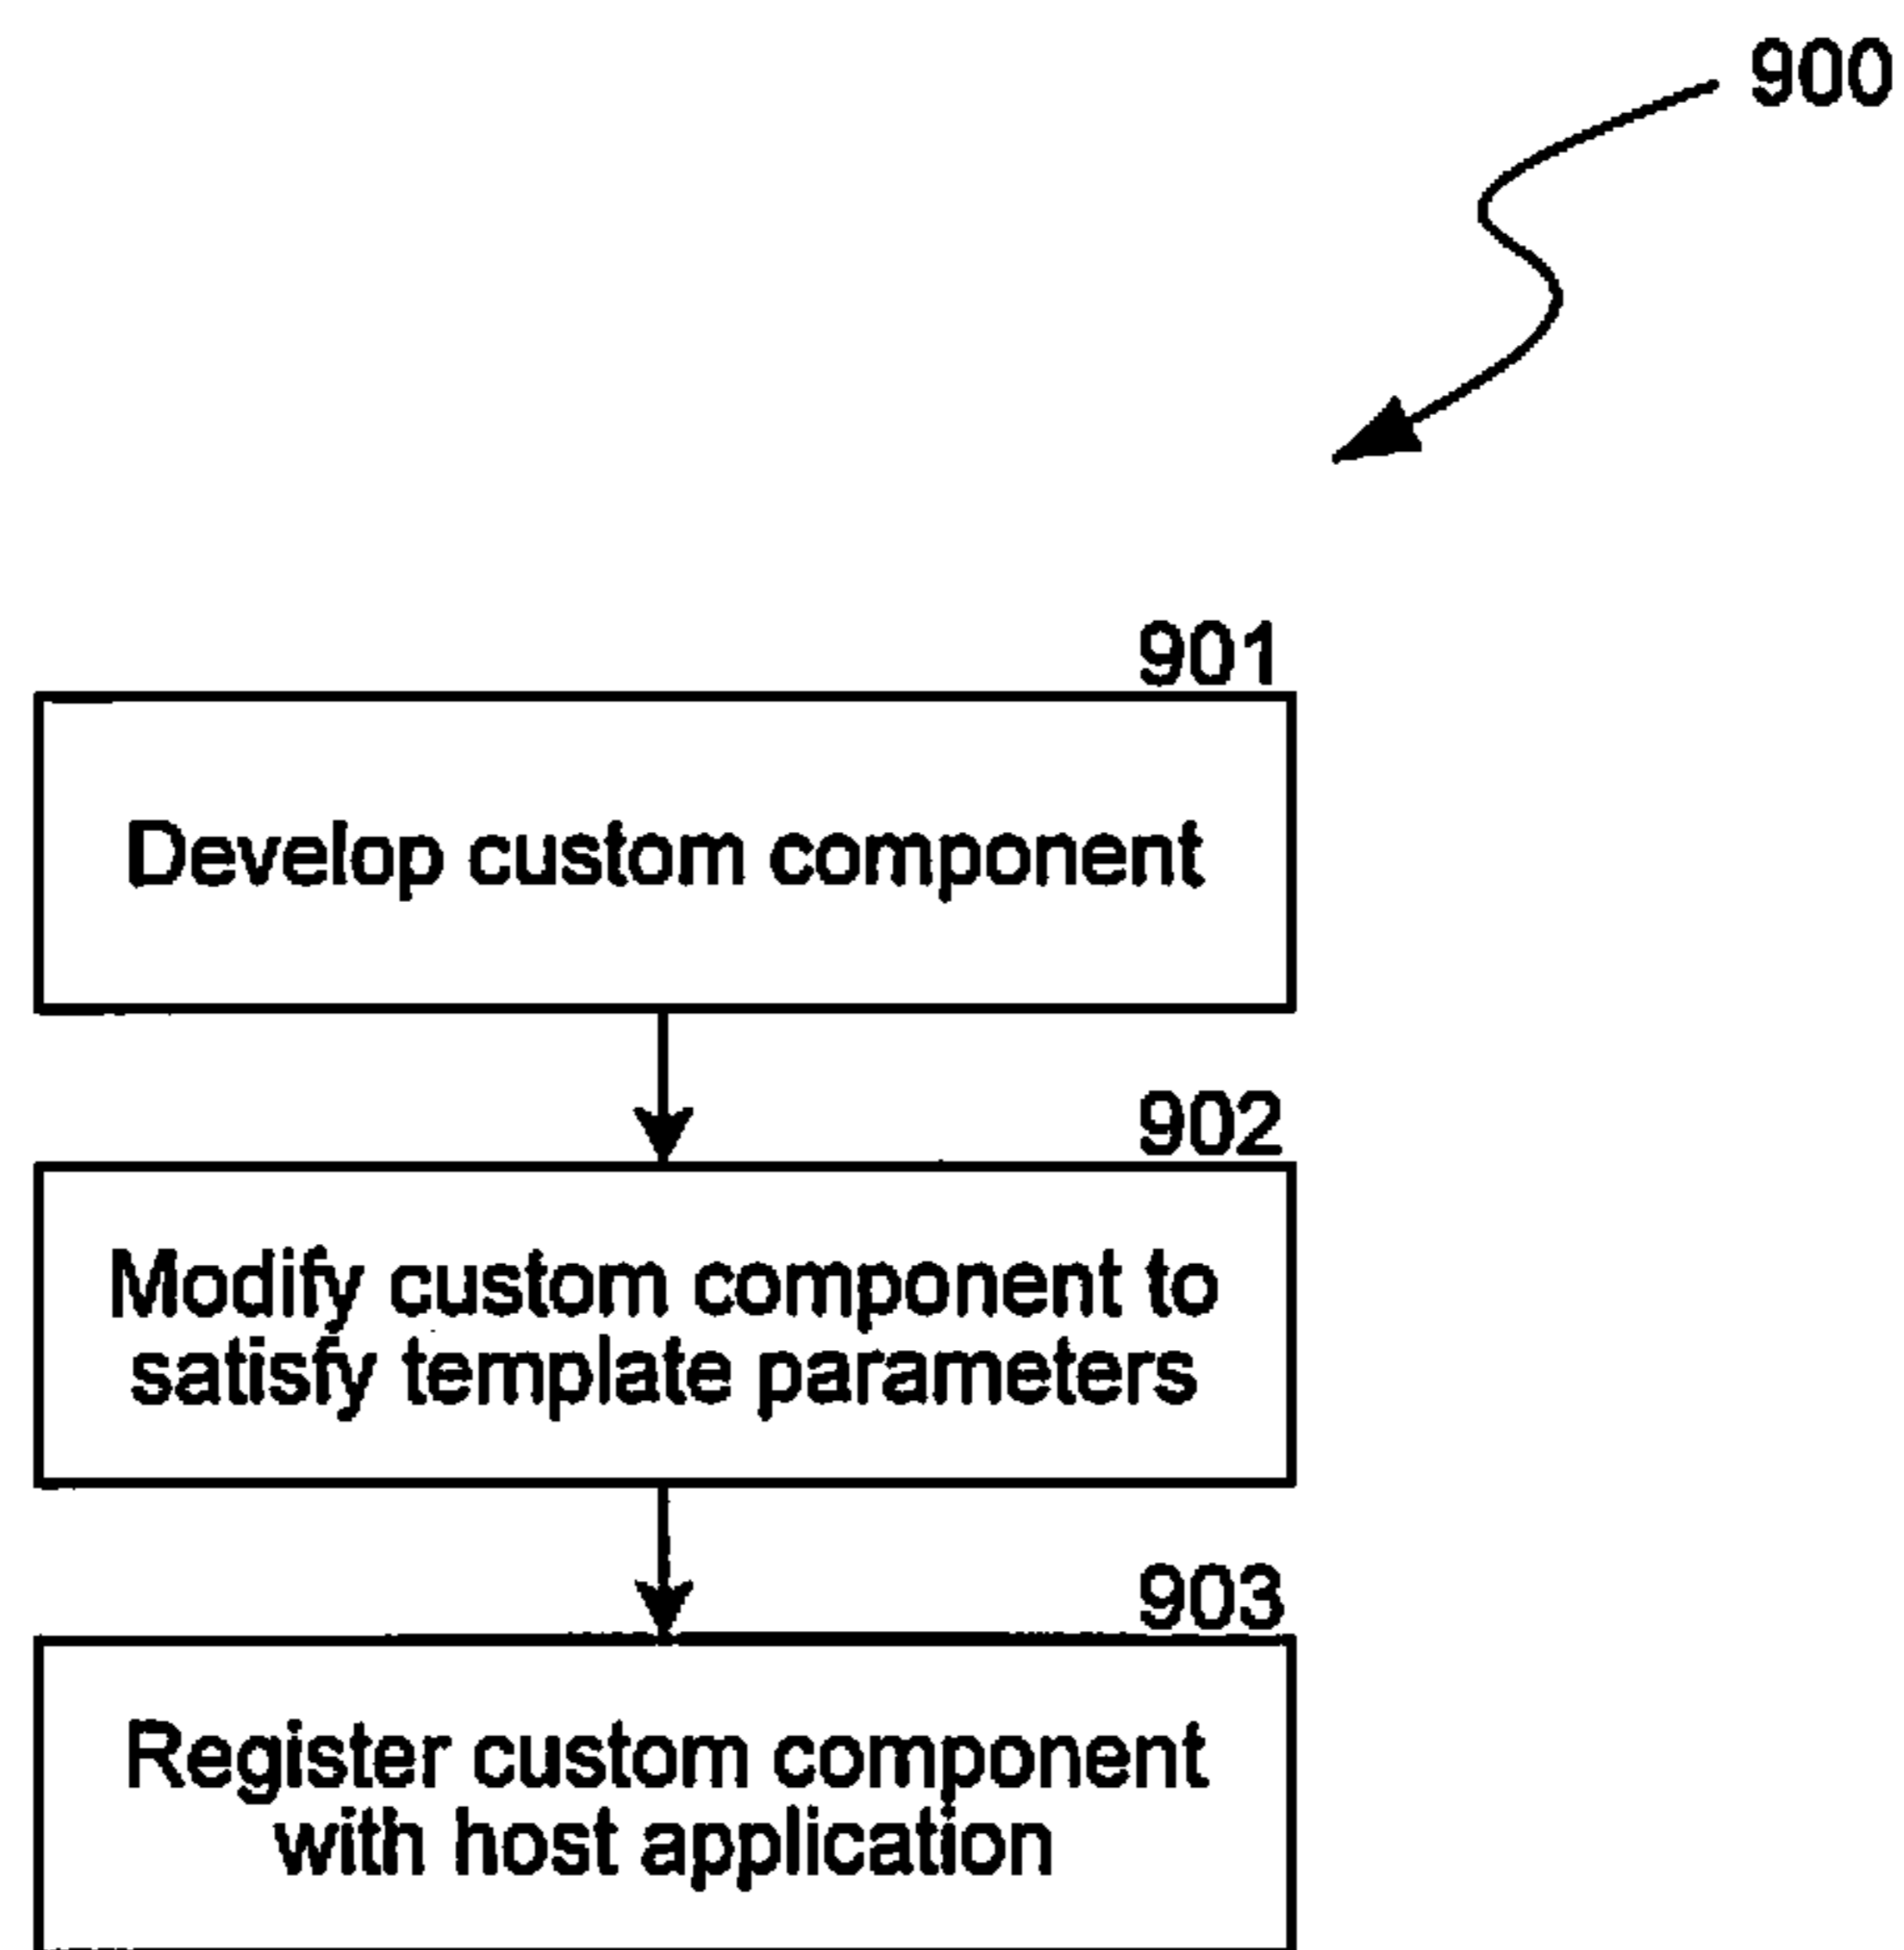 900
901
Develop custom component
902
Modify custom component to
satisfy template parameters
903
Register custom component
with host application